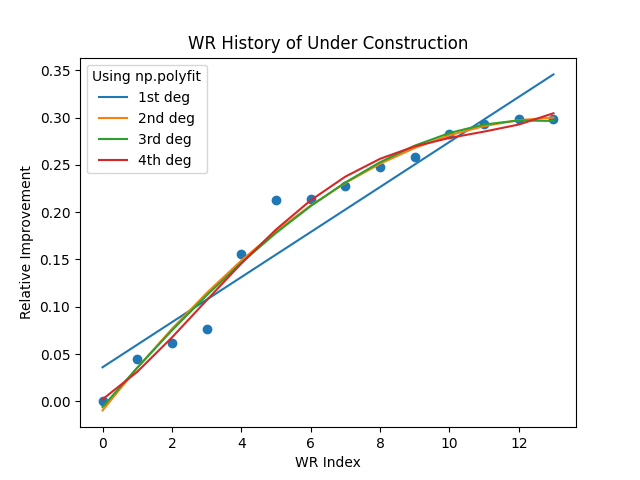 WR History of Under Construction
Using np.polyfit
1st deg
2nd deg
3rd deg
4th deg
0.35
0.30
0.25
0.20
0.15
0.10
0.05
0.00
Relative Improvement
0 2 4 6 8 10 12
WR Index